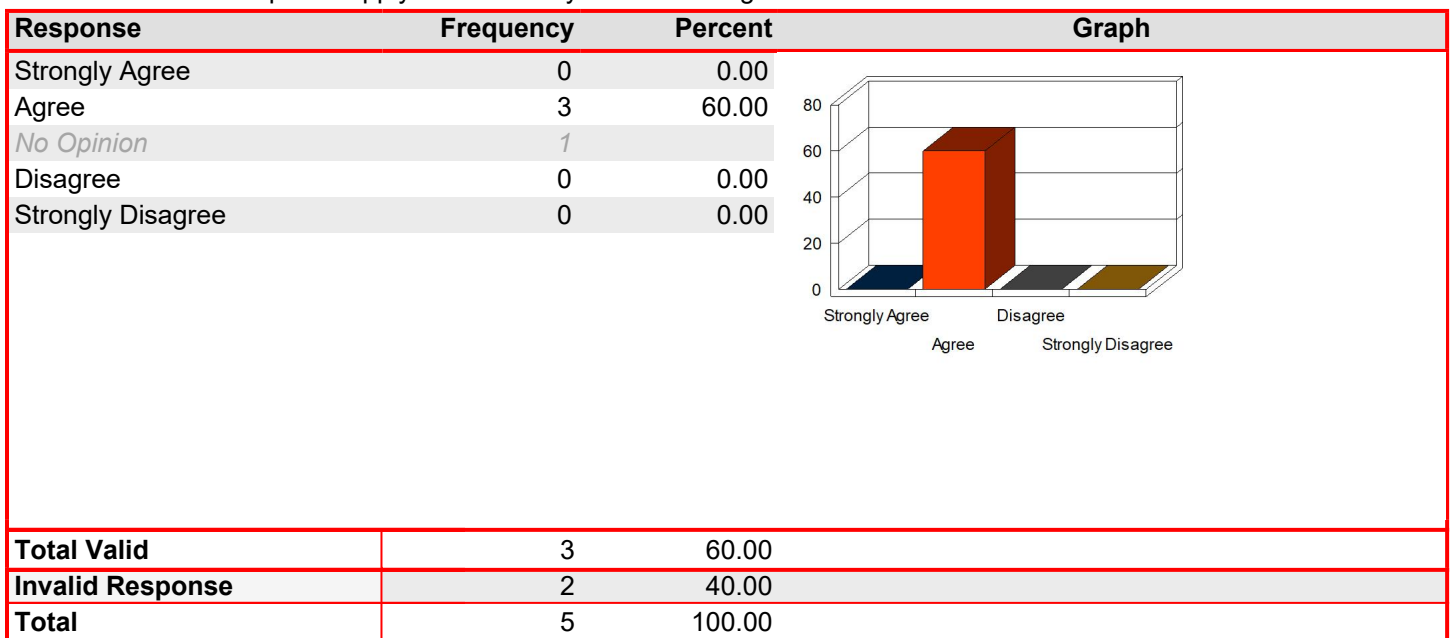 Response Frequency Percent Graph
Strongly Agree 0 0.00
Agree 3 60.00
No Opinion 1
Disagree 0 0.00
Strongly Disagree 0 0.00
80
60
40
20
0
Strongly Agree Disagree
Agree Strongly Disagree
Total Valid 3 60.00
Invalid Response 2 40.00
Total 5 100.00